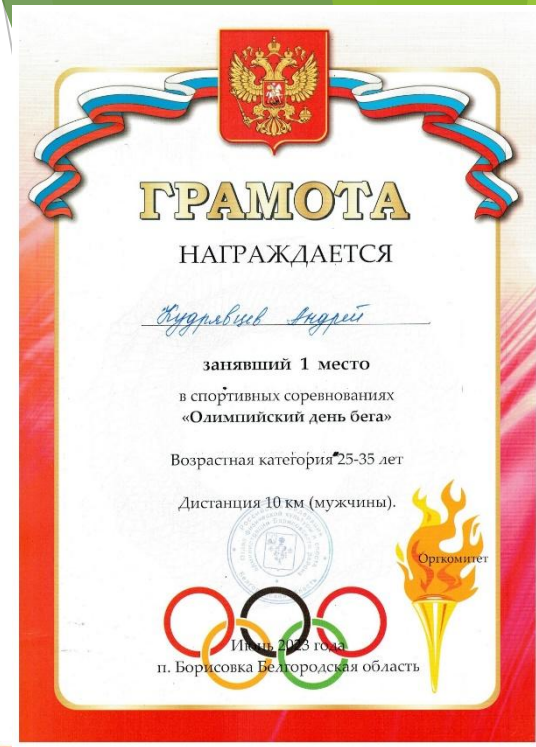 ГРАМОТА
НАГРАЖДАЕТСЯ
Кудрявцев Андрей
занявший 1 место
в спортивных соревнованиях
«Олимпийский день бега»
Возрастная категория 25-35 лет
Дистанция 10 км (мужчины).
Оргкомитет
Июнь 2023 года
п. Борисовка Белгородская область